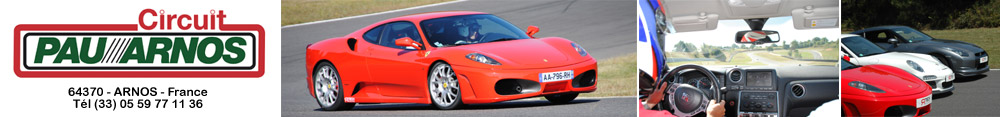 Circuit
PAU///ARNOS
64370 - ARNOS - France
Tél (33) 05 59 77 11 36
AA-796-RH